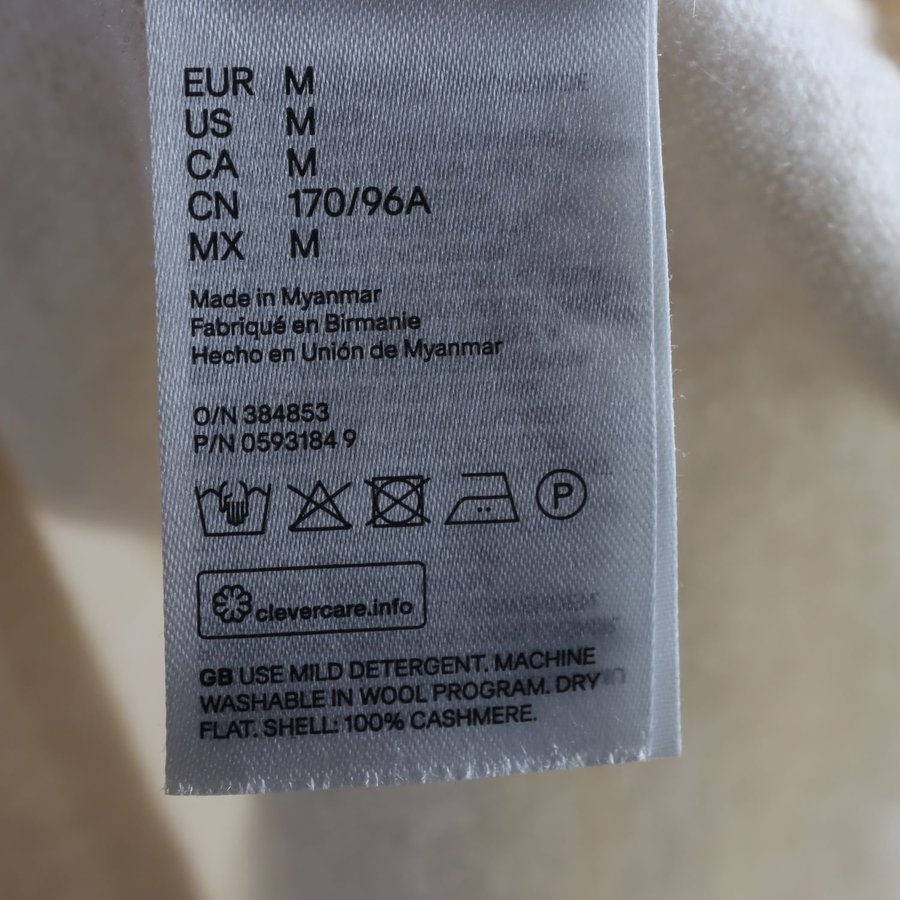 EUR M
US M
CA M
CN 170/96A
MX M
Made in Myanmar
Fabriqué en Birmanie
Hecho en Unión de Myanmar
O/N 384853
P/N 0593184 9
P
clevercare.info
GB USE MILD DETERGENT. MACHINE
WASHABLE IN WOOL PROGRAM. DRY
FLAT. SHELL: 100% CASHMERE.